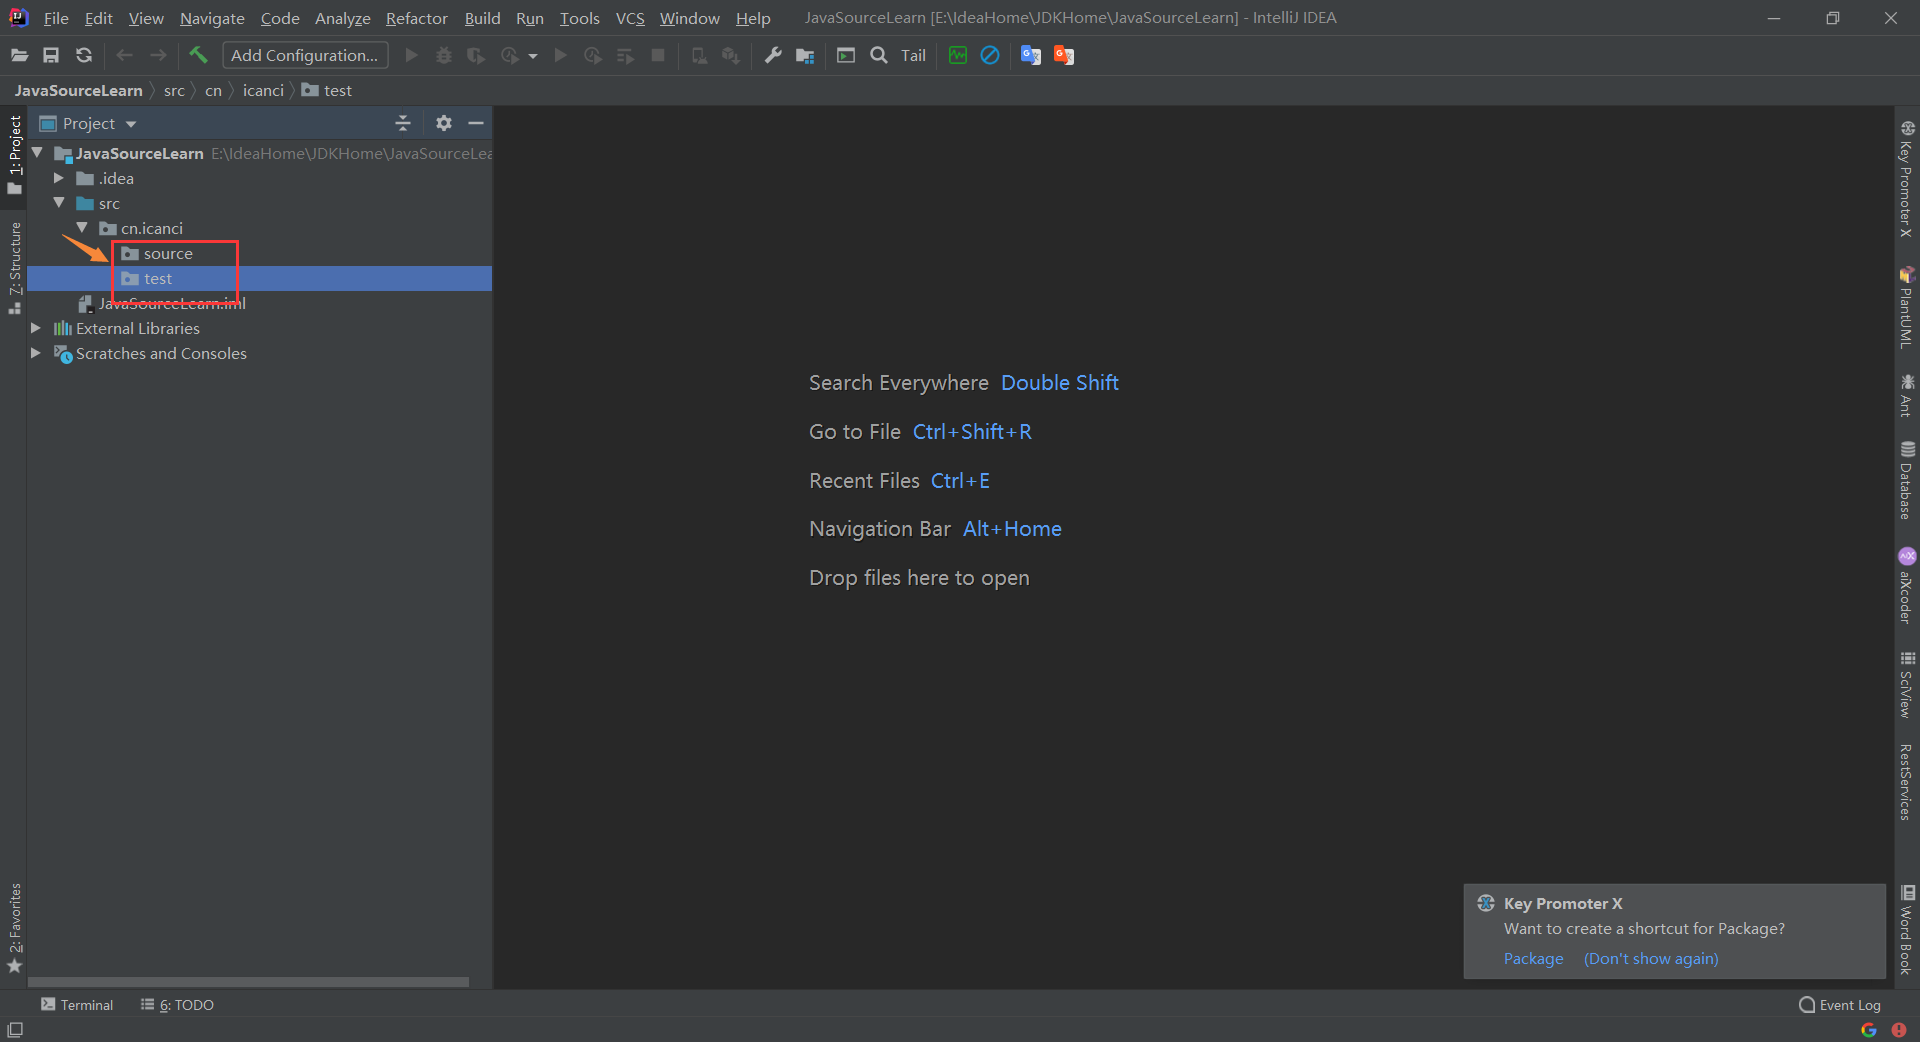 File Edit View Navigate Code Analyze Refactor Build Run Tools VCS Window Help JavaSourceLearn [E:\IdeaHome\JDKHome\JavaSourceLearn] - IntelliJ IDEA
Add Configuration... Tail
JavaSourceLearn src cn icanci test
Project
JavaSourceLearn E:\IdeaHome\JDKHome\JavaSourceLea
.idea
src
cn.icanci
source
test
JavaSourceLearn.iml
External Libraries
Scratches and Consoles
1: Project
7: Structure
2: Favorites
Search Everywhere Double Shift
Go to File Ctrl+Shift+R
Recent Files Ctrl+E
Navigation Bar Alt+Home
Drop files here to open
Key Promoter X
PlantUML
Ant
Database
aiXcoder
SciView
RestServices
Word Book
Key Promoter X
Want to create a shortcut for Package?
Package (Don't show again)
Terminal 6: TODO Event Log